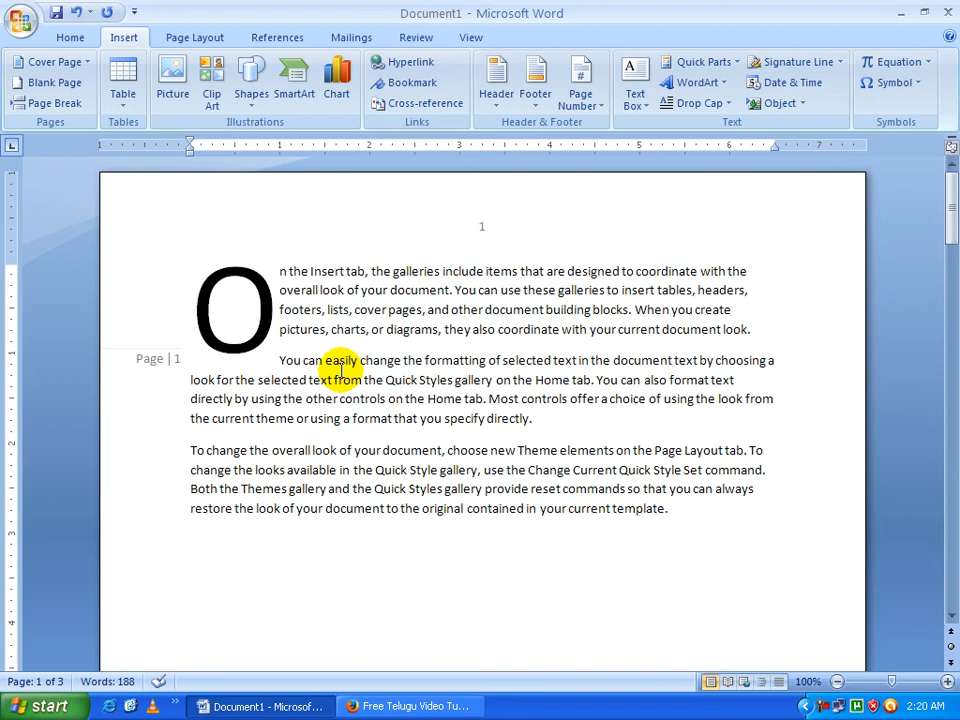 Document1 - Microsoft Word
Home Insert Page Layout References Mailings Review View
Cover Page Hyperlink Quick Parts Signature Line Equation
Blank Page Bookmark WordArt Date & Time Symbol
Page Break Table Picture Clip Art Shapes SmartArt Chart Cross-reference Header Footer Page Number Text Box Drop Cap Object
Pages Tables Illustrations Links Header & Footer Text Symbols
1 1 2 3 4 5 6 7
1
On the Insert tab, the galleries include items that are designed to coordinate with the
overall look of your document. You can use these galleries to insert tables, headers,
footers, lists, cover pages, and other document building blocks. When you create
pictures, charts, or diagrams, they also coordinate with your current document look.
Page | 1
You can easily change the formatting of selected text in the document text by choosing a
look for the selected text from the Quick Styles gallery on the Home tab. You can also format text
directly by using the other controls on the Home tab. Most controls offer a choice of using the look from
the current theme or using a format that you specify directly.
To change the overall look of your document, choose new Theme elements on the Page Layout tab. To
change the looks available in the Quick Style gallery, use the Change Current Quick Style Set command.
Both the Themes gallery and the Quick Styles gallery provide reset commands so that you can always
restore the look of your document to the original contained in your current template.
Page: 1 of 3 Words: 188 100%
start Document1 - Microsof... Free Telugu Video Tu... 2:20 AM